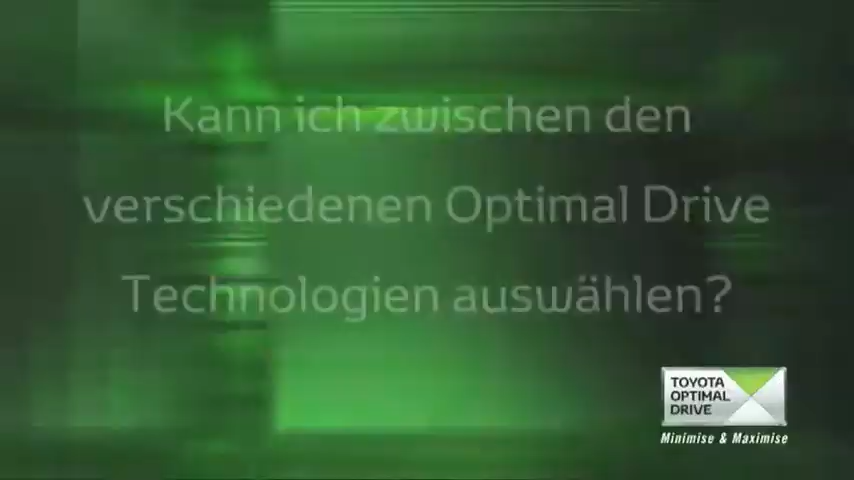 Kann ich zwischen den
verschiedenen Optimal Drive
Technologien auswählen?
TOYOTA
OPTIMAL
DRIVE
Minimise & Maximise